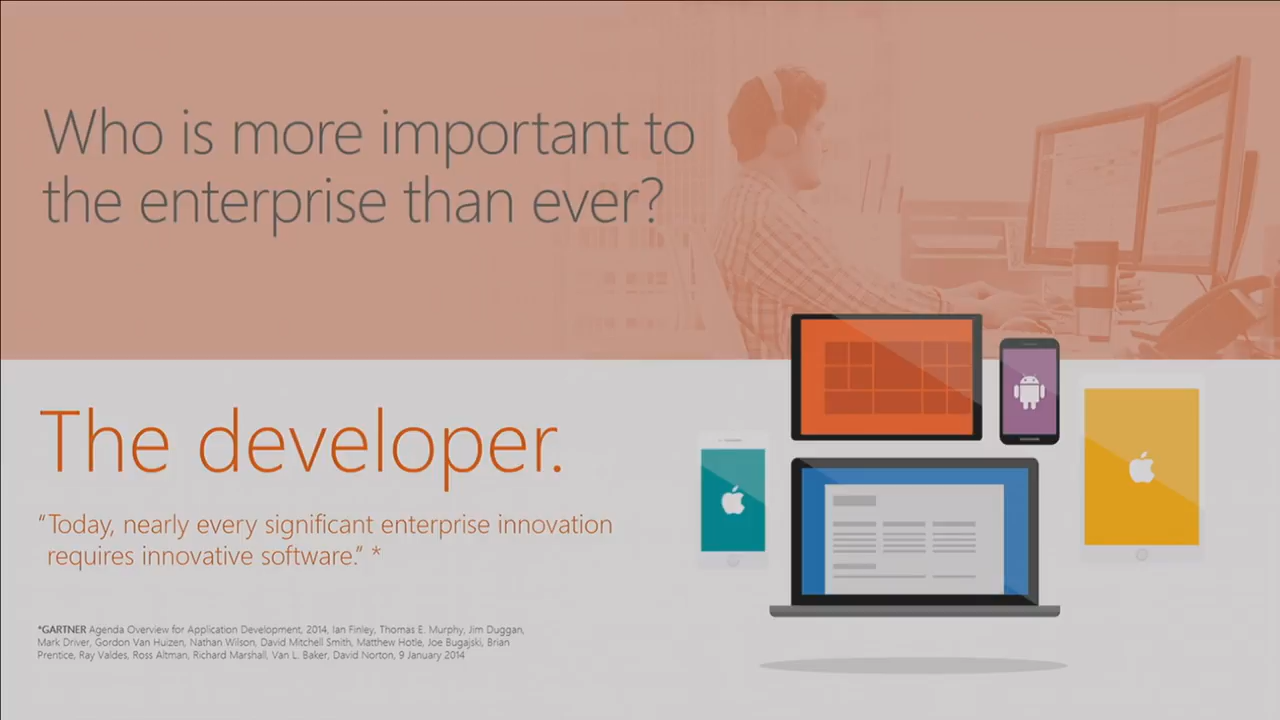 Who is more important to
the enterprise than ever?
The developer.
“Today, nearly every significant enterprise innovation
requires innovative software.” *
*GARTNER Agenda Overview for Application Development, 2014, Ian Finley, Thomas E. Murphy, Jim Duggan,
Mark Driver, Gordon Van Huizen, Nathan Wilson, David Mitchell Smith, Matthew Hotle, Joe Bugajski, Brian
Prentice, Ray Valdes, Ross Altman, Richard Marshall, Van L. Baker, David Norton, 9 January 2014